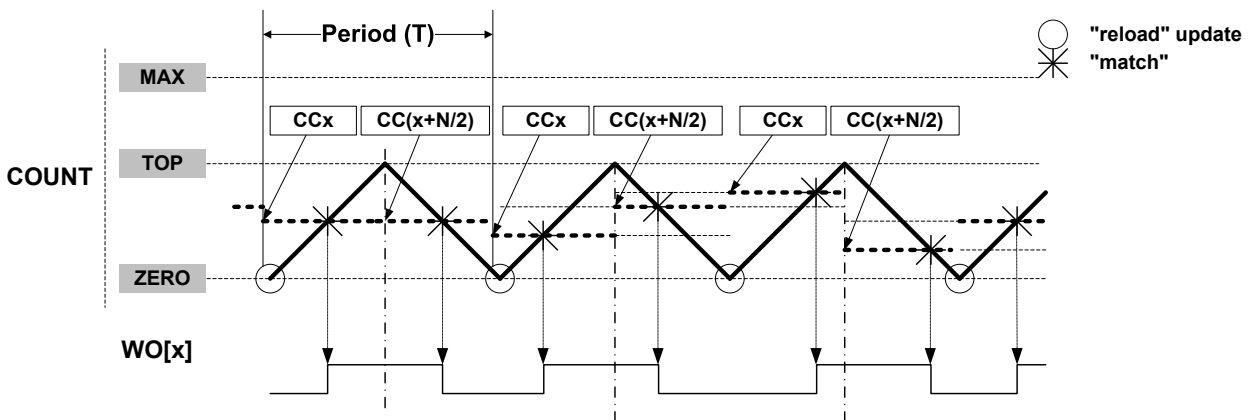 Period (T)
"reload" update
"match"
MAX
CCx
CC(x+N/2)
CCx
CC(x+N/2)
CCx
CC(x+N/2)
TOP
COUNT
ZERO
WO[x]